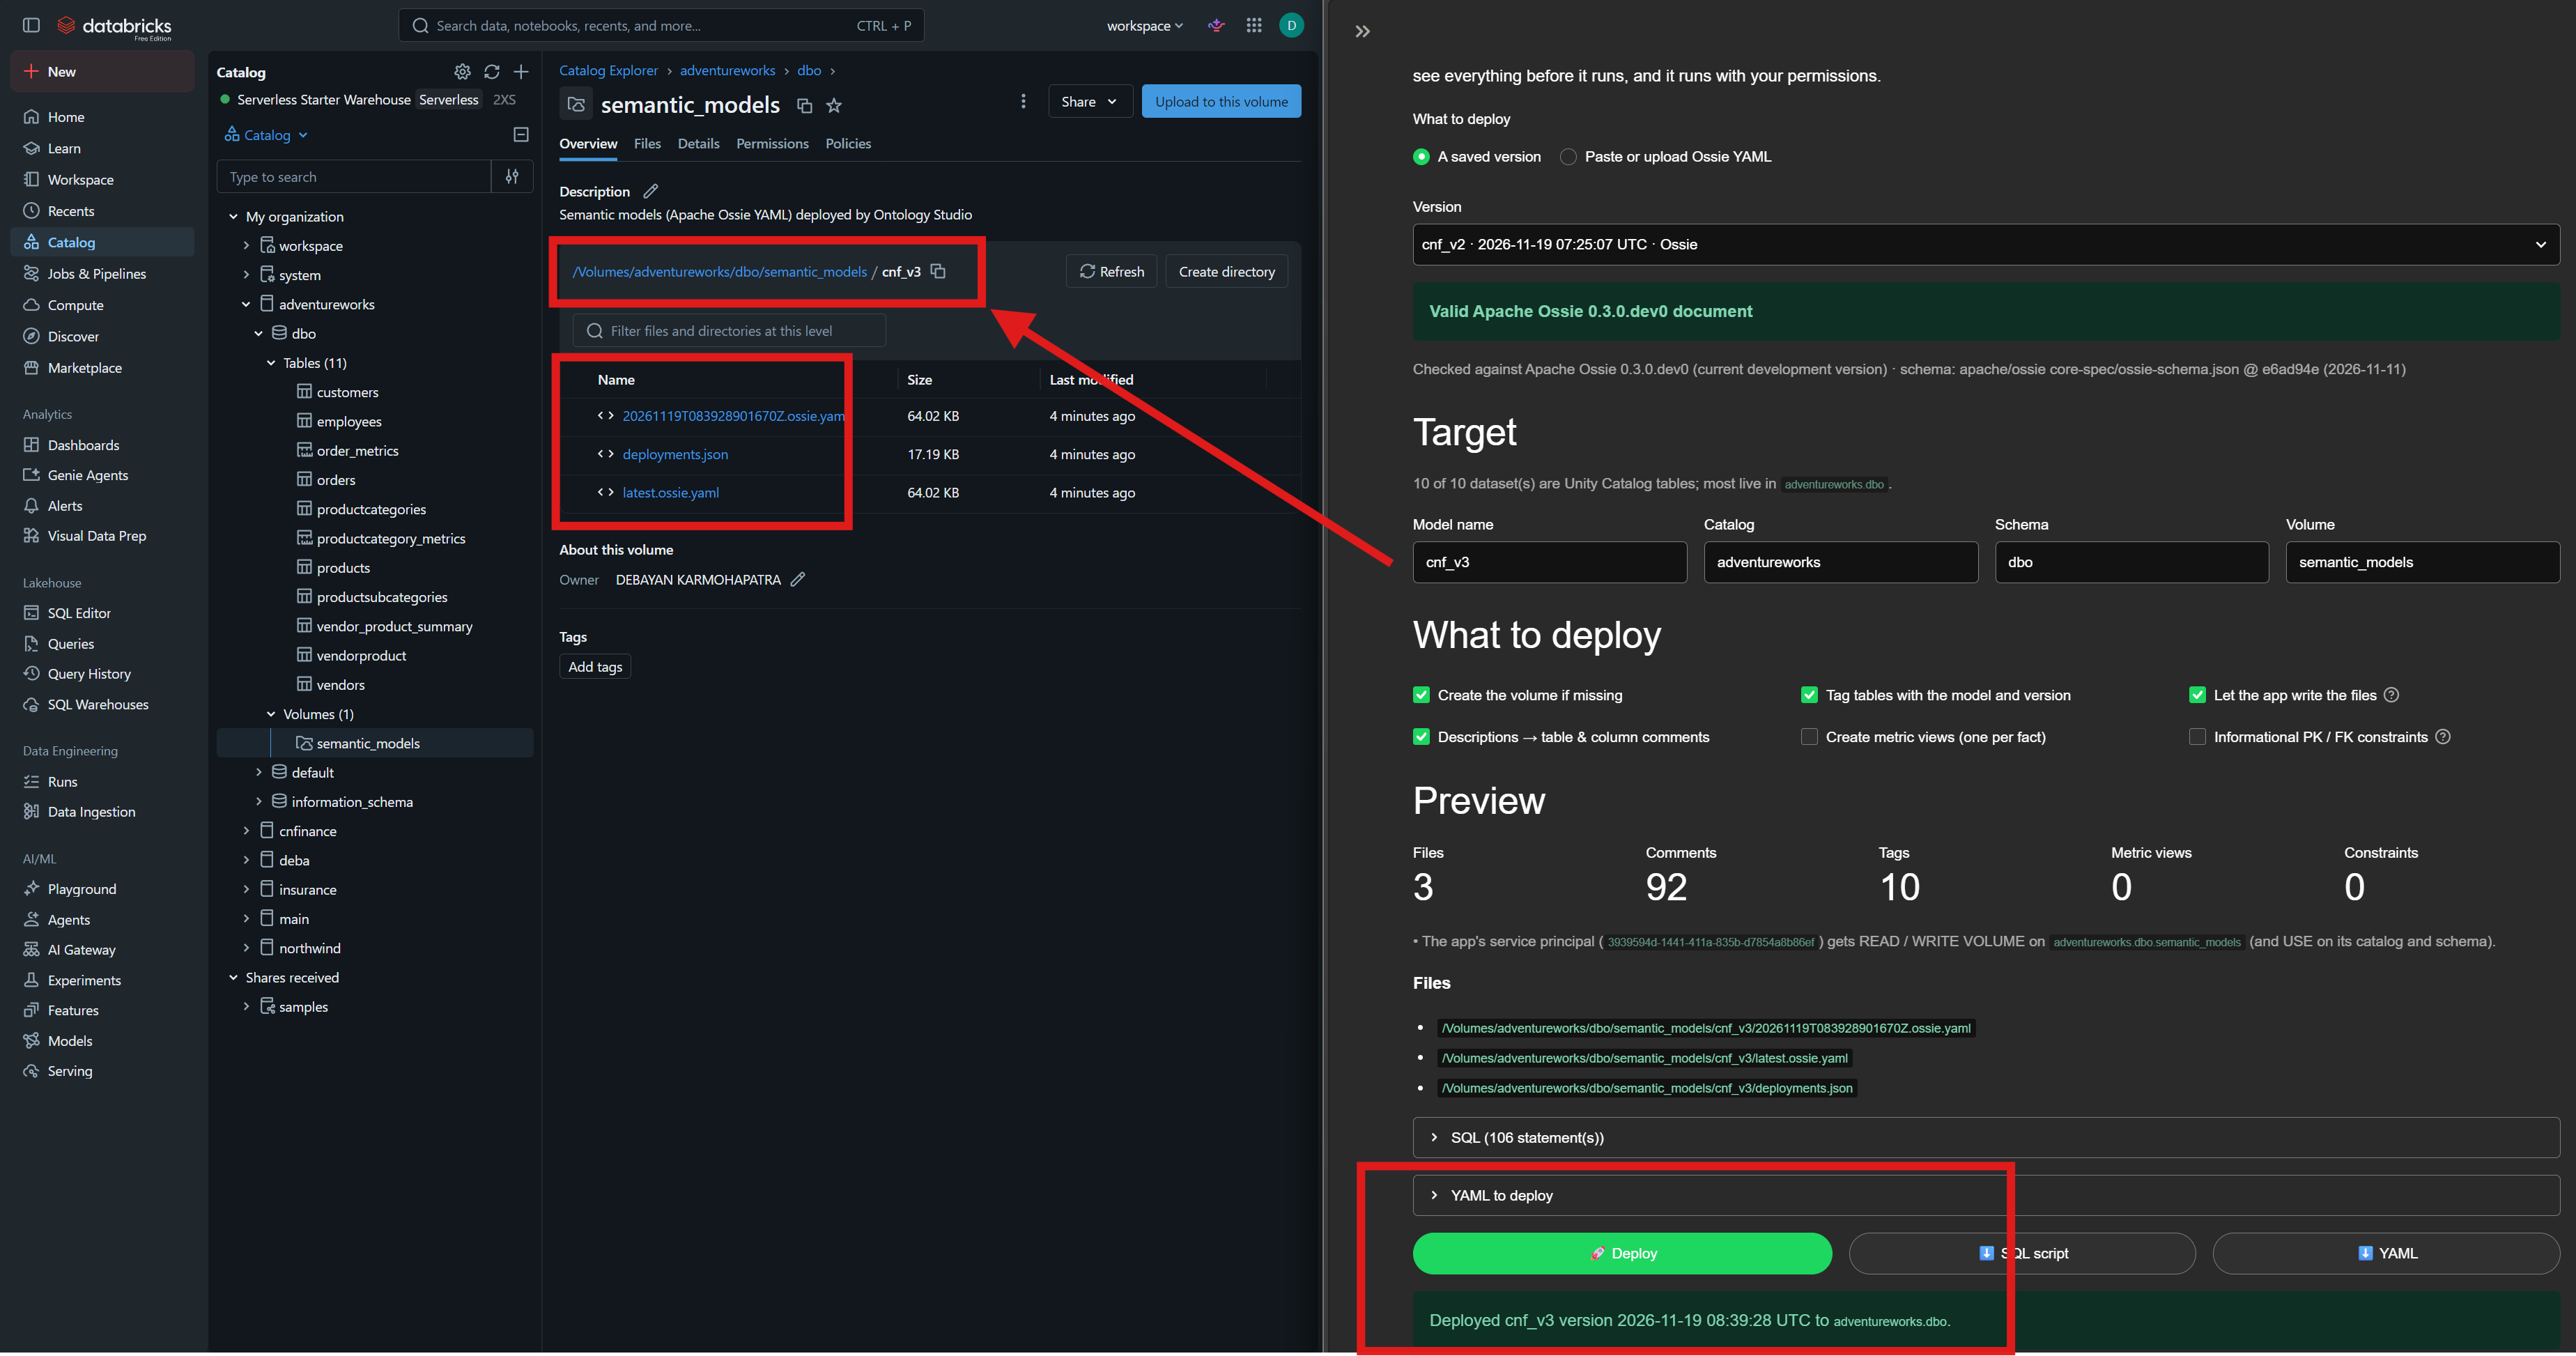 databricks
Free Edition
Search data, notebooks, recents, and more...
CTRL + P
workspace
D
New
Home
Learn
Workspace
Recents
Catalog
Jobs & Pipelines
Compute
Discover
Marketplace
Analytics
Dashboards
Genie Agents
Alerts
Visual Data Prep
Lakehouse
SQL Editor
Queries
Query History
SQL Warehouses
Data Engineering
Runs
Data Ingestion
AI/ML
Playground
Agents
AI Gateway
Experiments
Features
Models
Serving
Catalog
Serverless Starter Warehouse Serverless 2XS
Catalog
Type to search
My organization
workspace
system
adventureworks
dbo
Tables (11)
customers
employees
order_metrics
orders
productcategories
productcategory_metrics
products
productsubcategories
vendor_product_summary
vendorproduct
vendors
Volumes (1)
semantic_models
default
information_schema
cnfinance
deba
insurance
main
northwind
Shares received
samples
Catalog Explorer › adventureworks › dbo ›
semantic_models
Share
Upload to this volume
Overview Files Details Permissions Policies
Description
Semantic models (Apache Ossie YAML) deployed by Ontology Studio
/Volumes/adventureworks/dbo/semantic_models / cnf_v3
Refresh
Create directory
Filter files and directories at this level
Name Size Last modified
20261119T083928901670Z.ossie.yam 64.02 KB 4 minutes ago
deployments.json 17.19 KB 4 minutes ago
latest.ossie.yaml 64.02 KB 4 minutes ago
About this volume
Owner DEBAYAN KARMOHAPATRA
Tags
Add tags
see everything before it runs, and it runs with your permissions.
What to deploy
A saved version Paste or upload Ossie YAML
Version
cnf_v2 · 2026-11-19 07:25:07 UTC · Ossie
Valid Apache Ossie 0.3.0.dev0 document
Checked against Apache Ossie 0.3.0.dev0 (current development version) · schema: apache/ossie core-spec/ossie-schema.json @ e6ad94e (2026-11-11)
Target
10 of 10 dataset(s) are Unity Catalog tables; most live in adventureworks.dbo .
Model name Catalog Schema Volume
cnf_v3 adventureworks dbo semantic_models
What to deploy
Create the volume if missing Tag tables with the model and version Let the app write the files
Descriptions → table & column comments Create metric views (one per fact) Informational PK / FK constraints
Preview
Files Comments Tags Metric views Constraints
3 92 10 0 0
• The app's service principal ( 3939594d-1441-411a-835b-d7854a8b86ef ) gets READ / WRITE VOLUME on adventureworks.dbo.semantic_models (and USE on its catalog and schema).
Files
• /Volumes/adventureworks/dbo/semantic_models/cnf_v3/20261119T083928901670Z.ossie.yaml
• /Volumes/adventureworks/dbo/semantic_models/cnf_v3/latest.ossie.yaml
• /Volumes/adventureworks/dbo/semantic_models/cnf_v3/deployments.json
SQL (106 statement(s))
YAML to deploy
Deploy
SQL script
YAML
Deployed cnf_v3 version 2026-11-19 08:39:28 UTC to adventureworks.dbo.